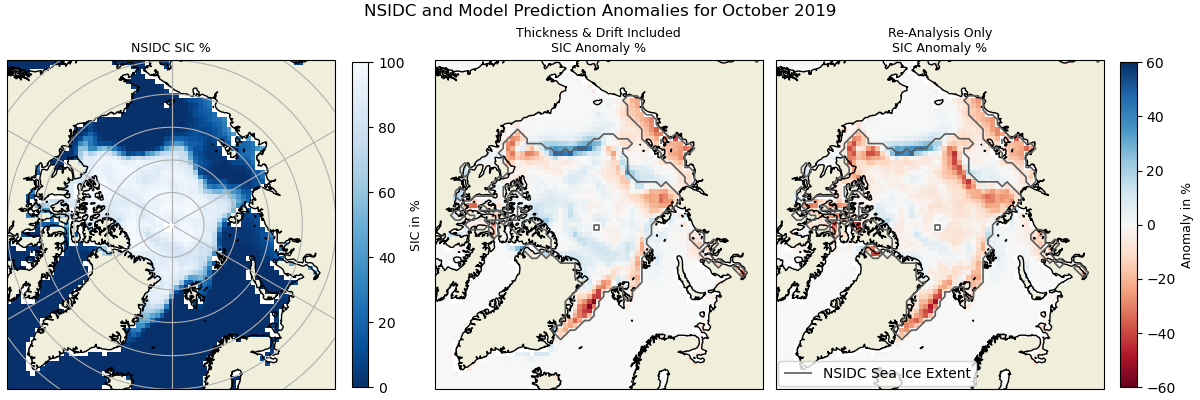 NSIDC and Model Prediction Anomalies for October 2019
NSIDC SIC %
100
80
60
40
20
0
SIC in %
Thickness & Drift Included
SIC Anomaly %
Re-Analysis Only
SIC Anomaly %
NSIDC Sea Ice Extent
60
40
20
0
−20
−40
−60
Anomaly in %